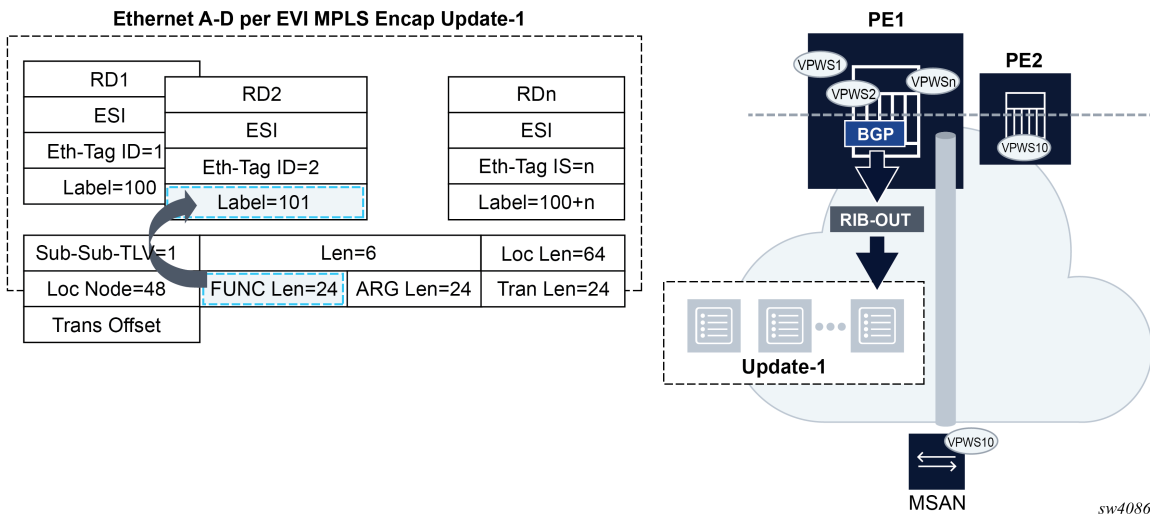 Ethernet A-D per EVI MPLS Encap Update-1
RD1
ESI
Eth-Tag ID=1
Label=100
RD2
ESI
Eth-Tag ID=2
Label=101
RDn
ESI
Eth-Tag IS=n
Label=100+n
Sub-Sub-TLV=1
Len=6
Loc Len=64
Loc Node=48
FUNC Len=24
ARG Len=24
Tran Len=24
Trans Offset
PE1
VPWS1
VPWS2
VPWSn
BGP
PE2
VPWS10
RIB-OUT
Update-1
VPWS10
MSAN
sw4086